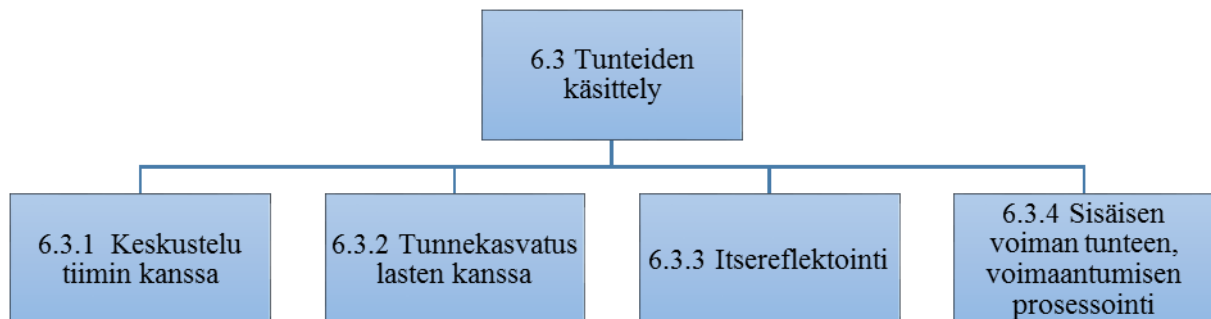 6.3 Tunteiden
käsittely
6.3.1 Keskustelu
tiimin kanssa
6.3.2 Tunnekasvatus
lasten kanssa
6.3.3 Itsereflektointi
6.3.4 Sisäisen
voiman tunteen,
voimaantumisen
prosessointi